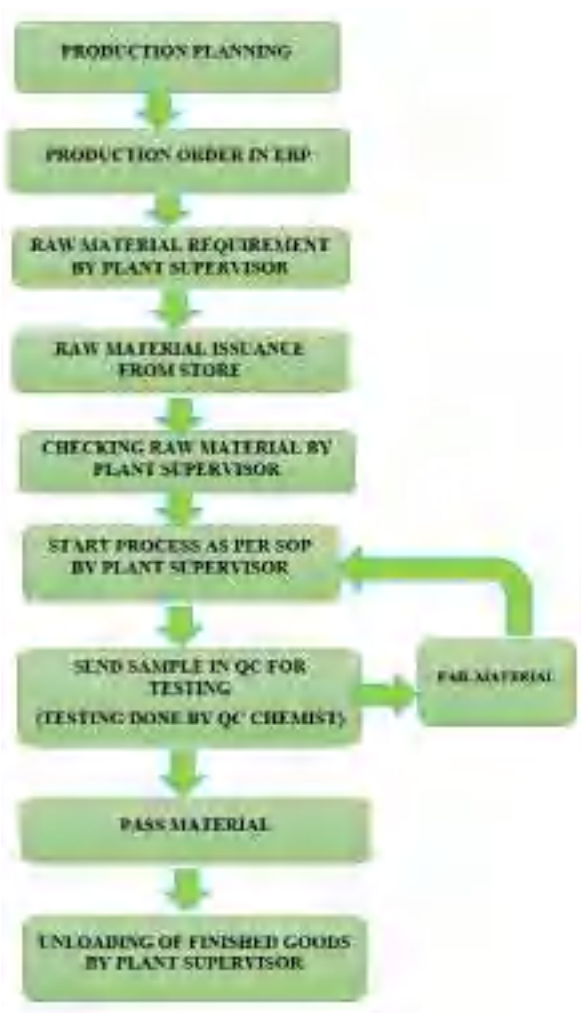 PRODUCTION PLANNING
PRODUCTION ORDER IN ERP
RAW MATERIAL REQUIREMENT
BY PLANT SUPERVISOR
RAW MATERIAL ISSUANCE
FROM STORE
CHECKING RAW MATERIAL BY
PLANT SUPERVISOR
START PROCESS AS PER SOP
BY PLANT SUPERVISOR
SEND SAMPLE IN QC FOR
TESTING
(TESTING DONE BY QC CHEMIST)
FAIL MATERIAL
PASS MATERIAL
UNLOADING OF FINISHED GOODS
BY PLANT SUPERVISOR